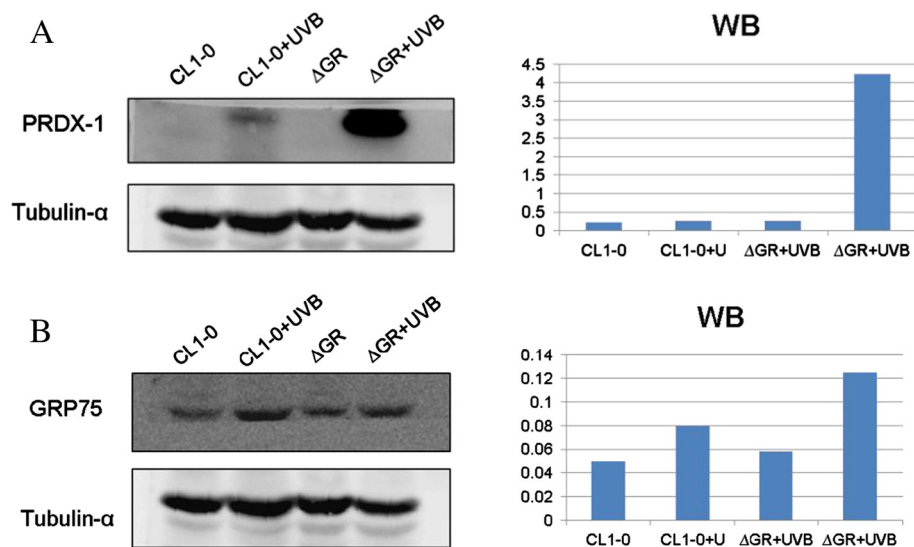 A
CL1-0 CL1-0+UVB ΔGR ΔGR+UVB
PRDX-1
Tubulin-α
WB
4.5
4
3.5
3
2.5
2
1.5
1
0.5
0
CL1-0 CL1-0+U ΔGR+UVB ΔGR+UVB
B
CL1-0 CL1-0+UVB ΔGR ΔGR+UVB
GRP75
Tubulin-α
WB
0.14
0.12
0.1
0.08
0.06
0.04
0.02
0
CL1-0 CL1-0+U ΔGR+UVB ΔGR+UVB